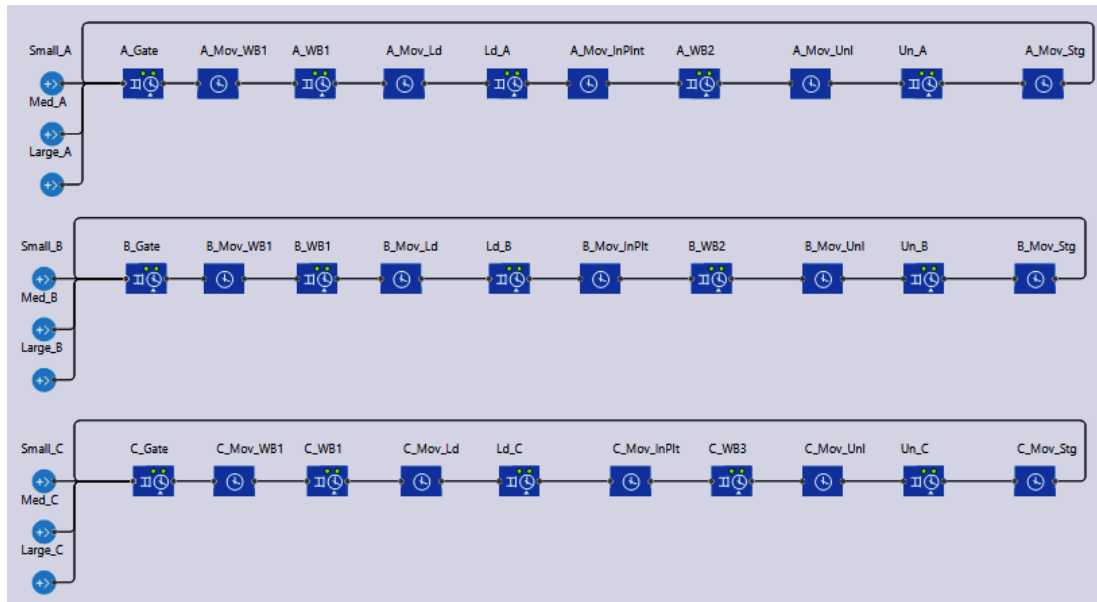 Small_A A_Gate A_Mov_WB1 A_WB1 A_Mov_Ld Ld_A A_Mov_InPlnt A_WB2 A_Mov_Unl Un_A A_Mov_Stg
Med_A
Large_A
Small_B B_Gate B_Mov_WB1 B_WB1 B_Mov_Ld Ld_B B_Mov_InPlt B_WB2 B_Mov_Unl Un_B B_Mov_Stg
Med_B
Large_B
Small_C C_Gate C_Mov_WB1 C_WB1 C_Mov_Ld Ld_C C_Mov_InPlt C_WB3 C_Mov_Unl Un_C C_Mov_Stg
Med_C
Large_C